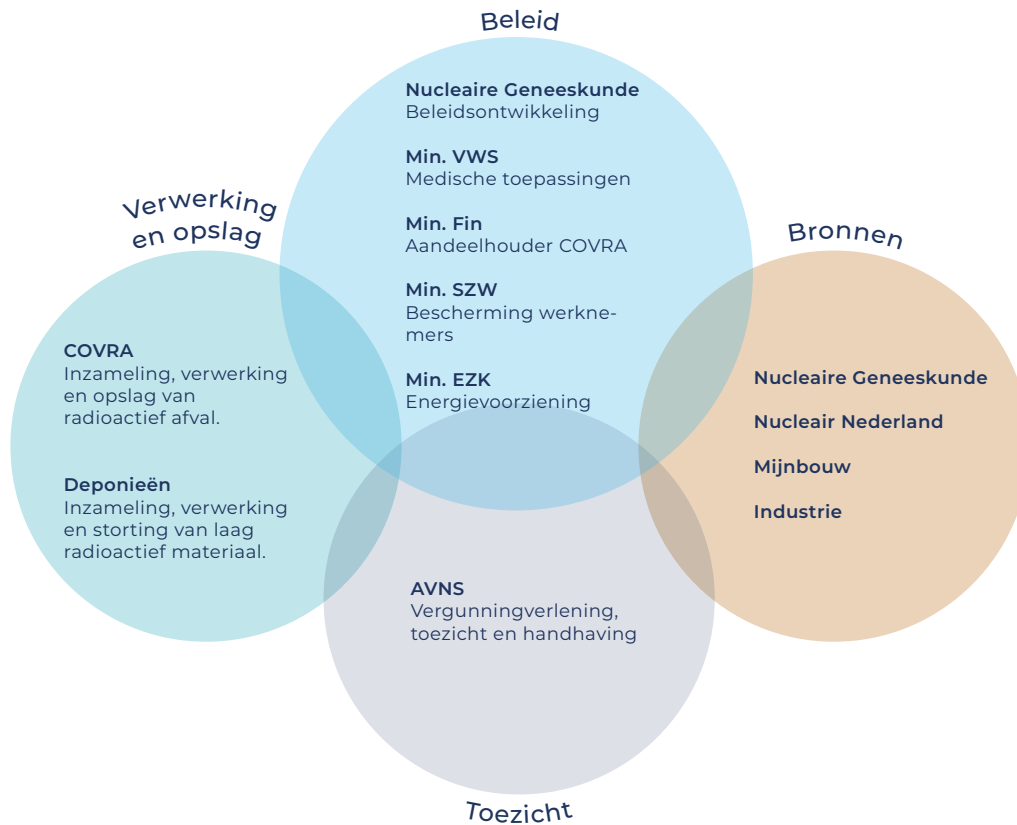 Beleid
Nucleaire Geneeskunde
Beleidsontwikkeling
Min. VWS
Medische toepassingen
Min. Fin
Aandeelhouder COVRA
Min. SZW
Bescherming werkne-
mers
Min. EZK
Energievoorziening
Verwerking
en opslag
COVRA
Inzameling, verwerking
en opslag van
radioactief afval.
Deponieën
Inzameling, verwerking
en storting van laag
radioactief materiaal.
Bronnen
Nucleaire Geneeskunde
Nucleair Nederland
Mijnbouw
Industrie
AVNS
Vergunningverlening,
toezicht en handhaving
Toezicht